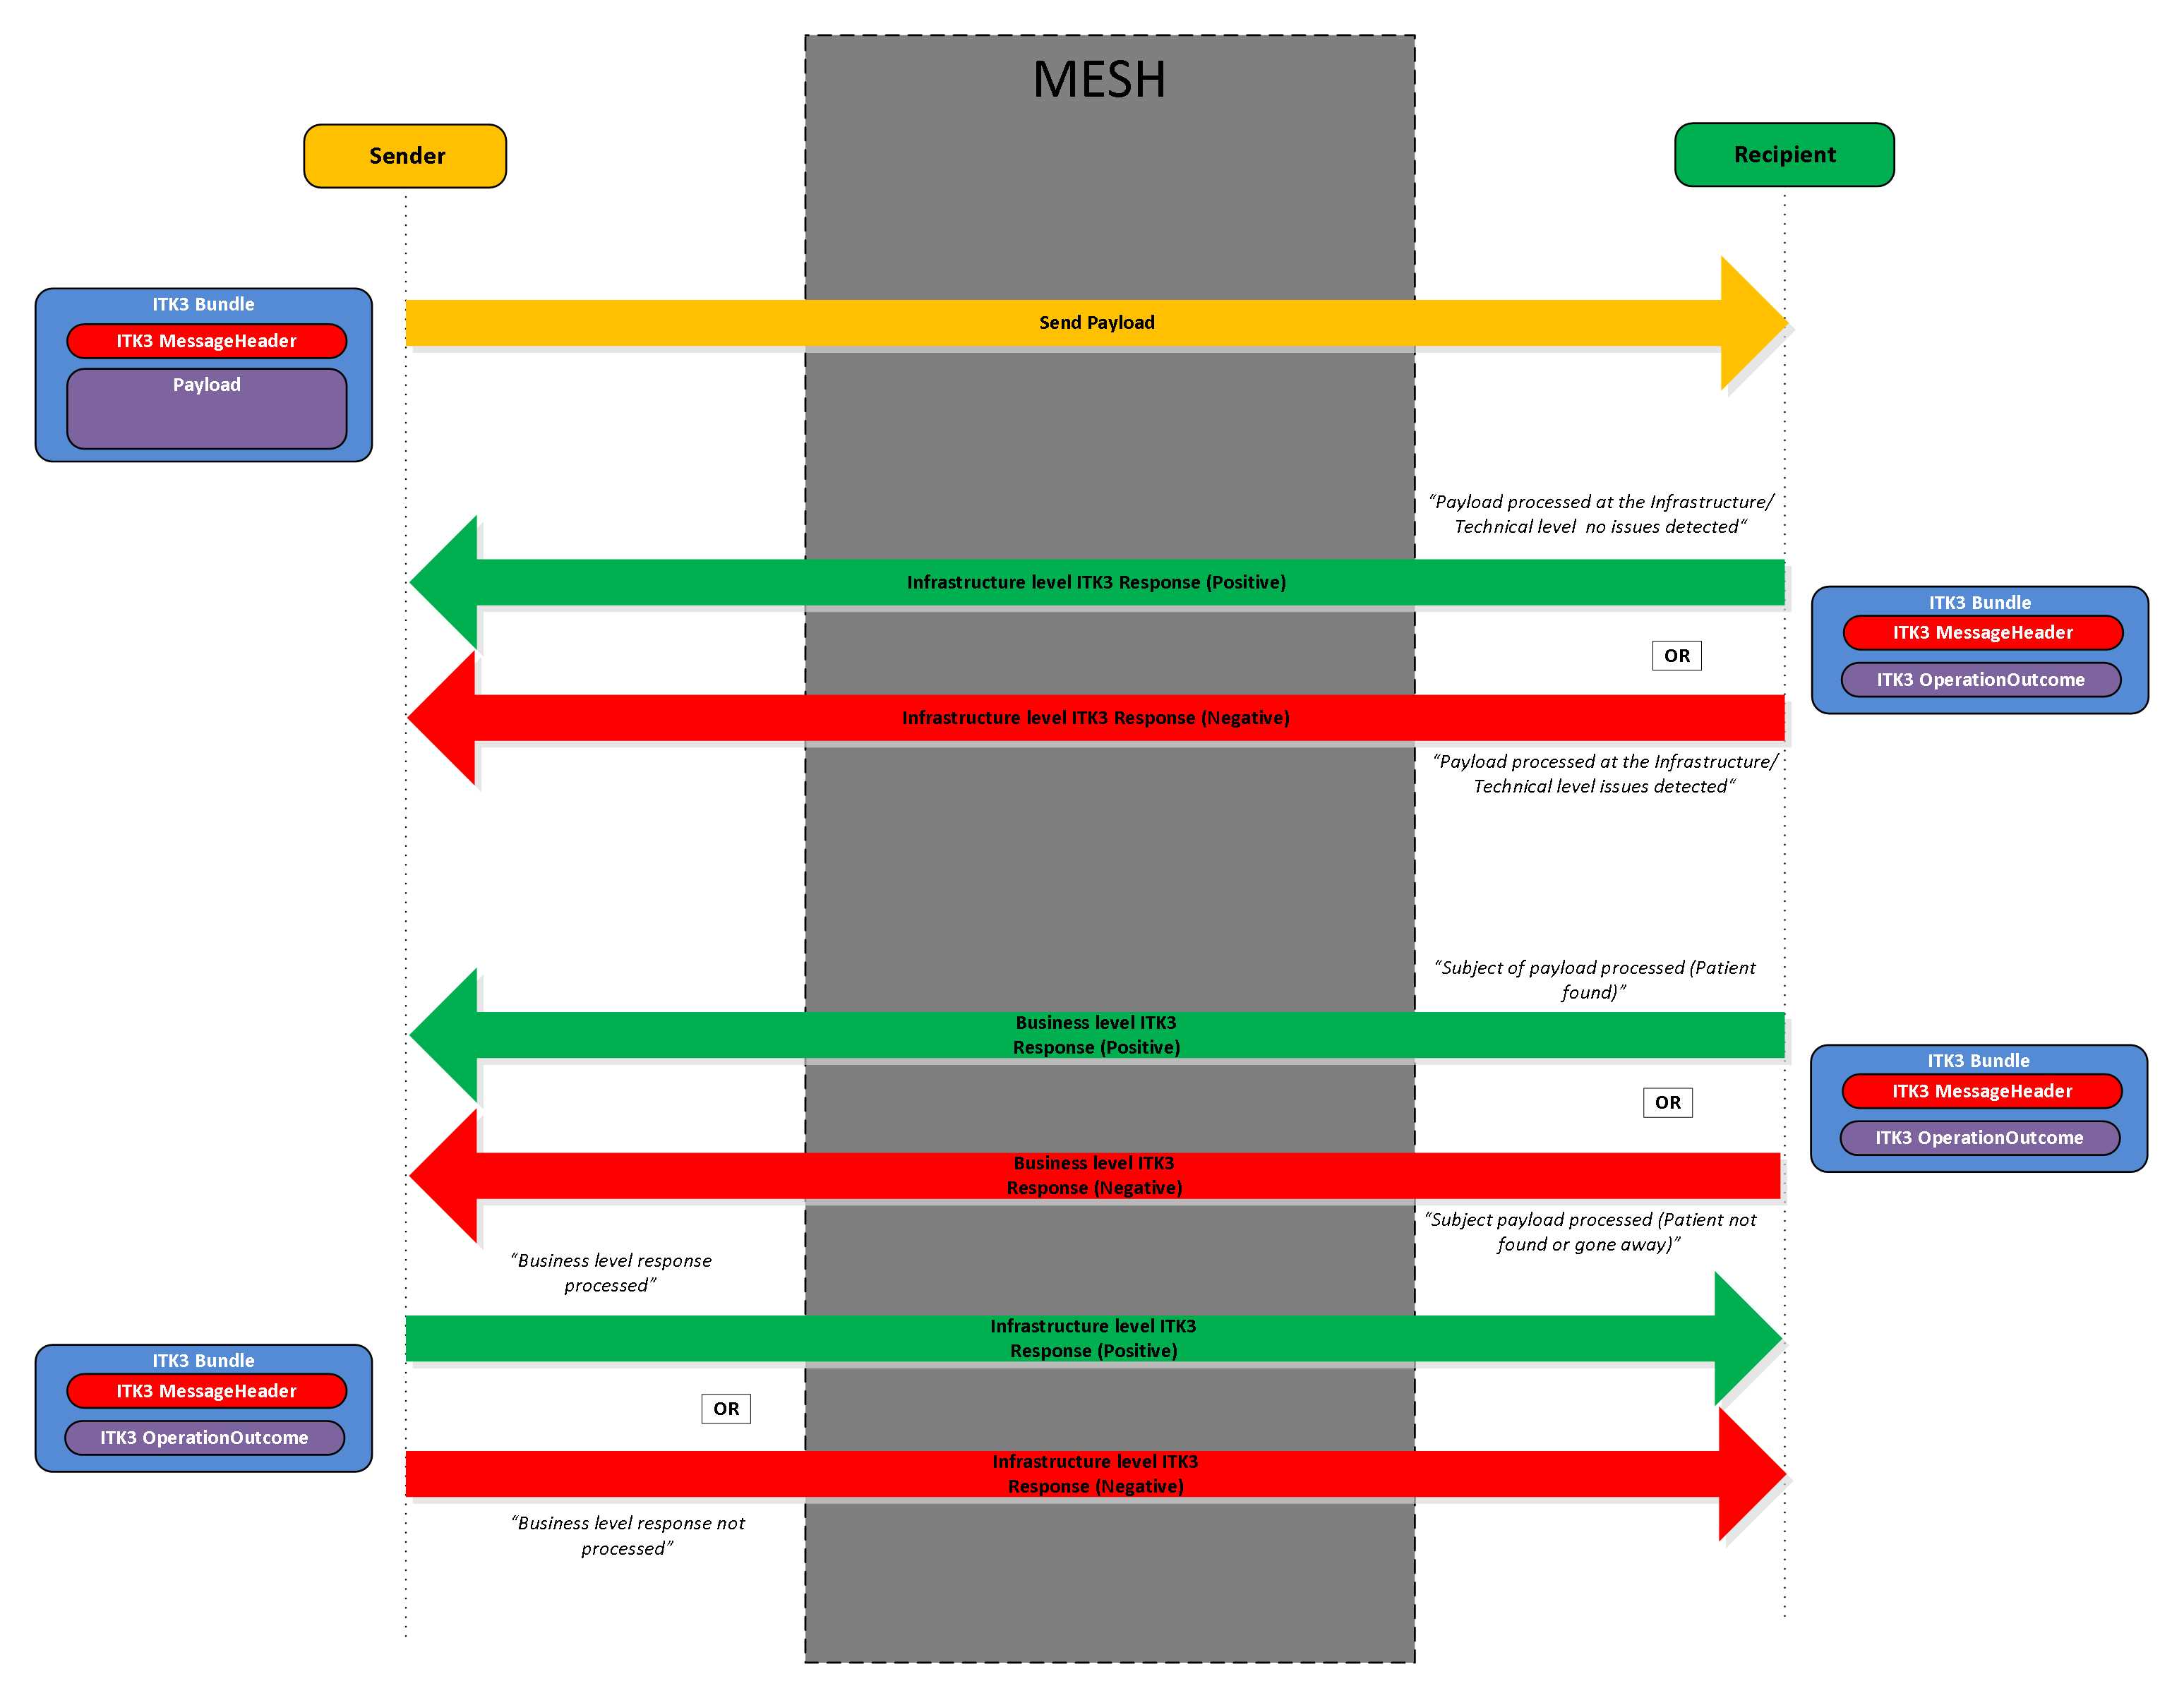 MESH
Sender
Recipient
ITK3 Bundle
ITK3 MessageHeader
Payload
Send Payload
“Payload processed at the Infrastructure/
Technical level  no issues detected“
Infrastructure level ITK3 Response (Positive)
ITK3 Bundle
ITK3 MessageHeader
ITK3 OperationOutcome
OR
Infrastructure level ITK3 Response (Negative)
“Payload processed at the Infrastructure/
Technical level issues detected“
“Subject of payload processed (Patient
found)”
Business level ITK3
Response (Positive)
ITK3 Bundle
ITK3 MessageHeader
ITK3 OperationOutcome
OR
Business level ITK3
Response (Negative)
“Subject payload processed (Patient not
found or gone away)”
“Business level response
processed”
Infrastructure level ITK3
Response (Positive)
ITK3 Bundle
ITK3 MessageHeader
ITK3 OperationOutcome
OR
Infrastructure level ITK3
Response (Negative)
“Business level response not
processed”